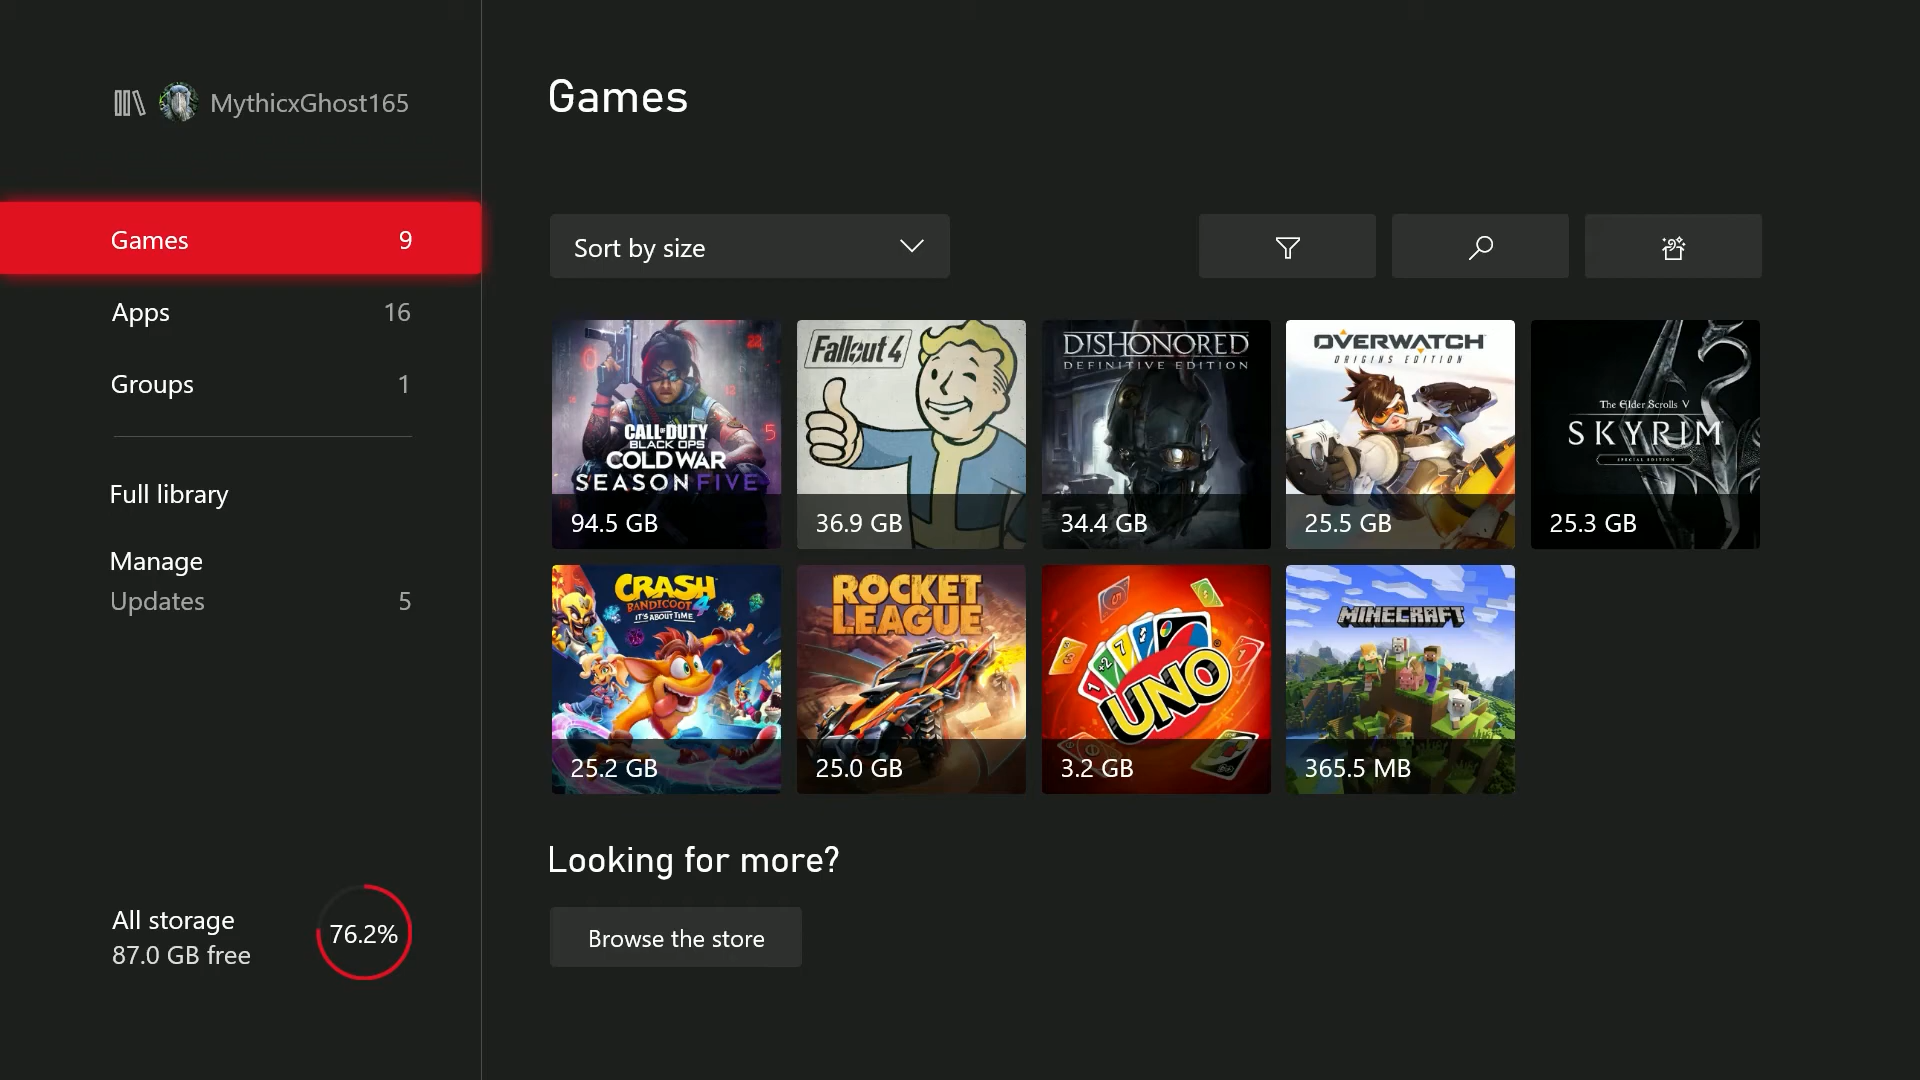 MythicxGhost165
Games 9
Apps 16
Groups 1
Full library
Manage
Updates 5
All storage
87.0 GB free
76.2%
Games
Sort by size
CALL OF DUTY
BLACK OPS
COLD WAR
SEASON FIVE
94.5 GB
Fallout 4
36.9 GB
DISHONORED
DEFINITIVE EDITION
34.4 GB
OVERWATCH
ORIGINS EDITION
25.5 GB
The Elder Scrolls V
SKYRIM
SPECIAL EDITION
25.3 GB
CRASH
BANDICOOT 4
IT'S ABOUT TIME
25.2 GB
ROCKET
LEAGUE
25.0 GB
UNO
3.2 GB
MINECRAFT
365.5 MB
Looking for more?
Browse the store